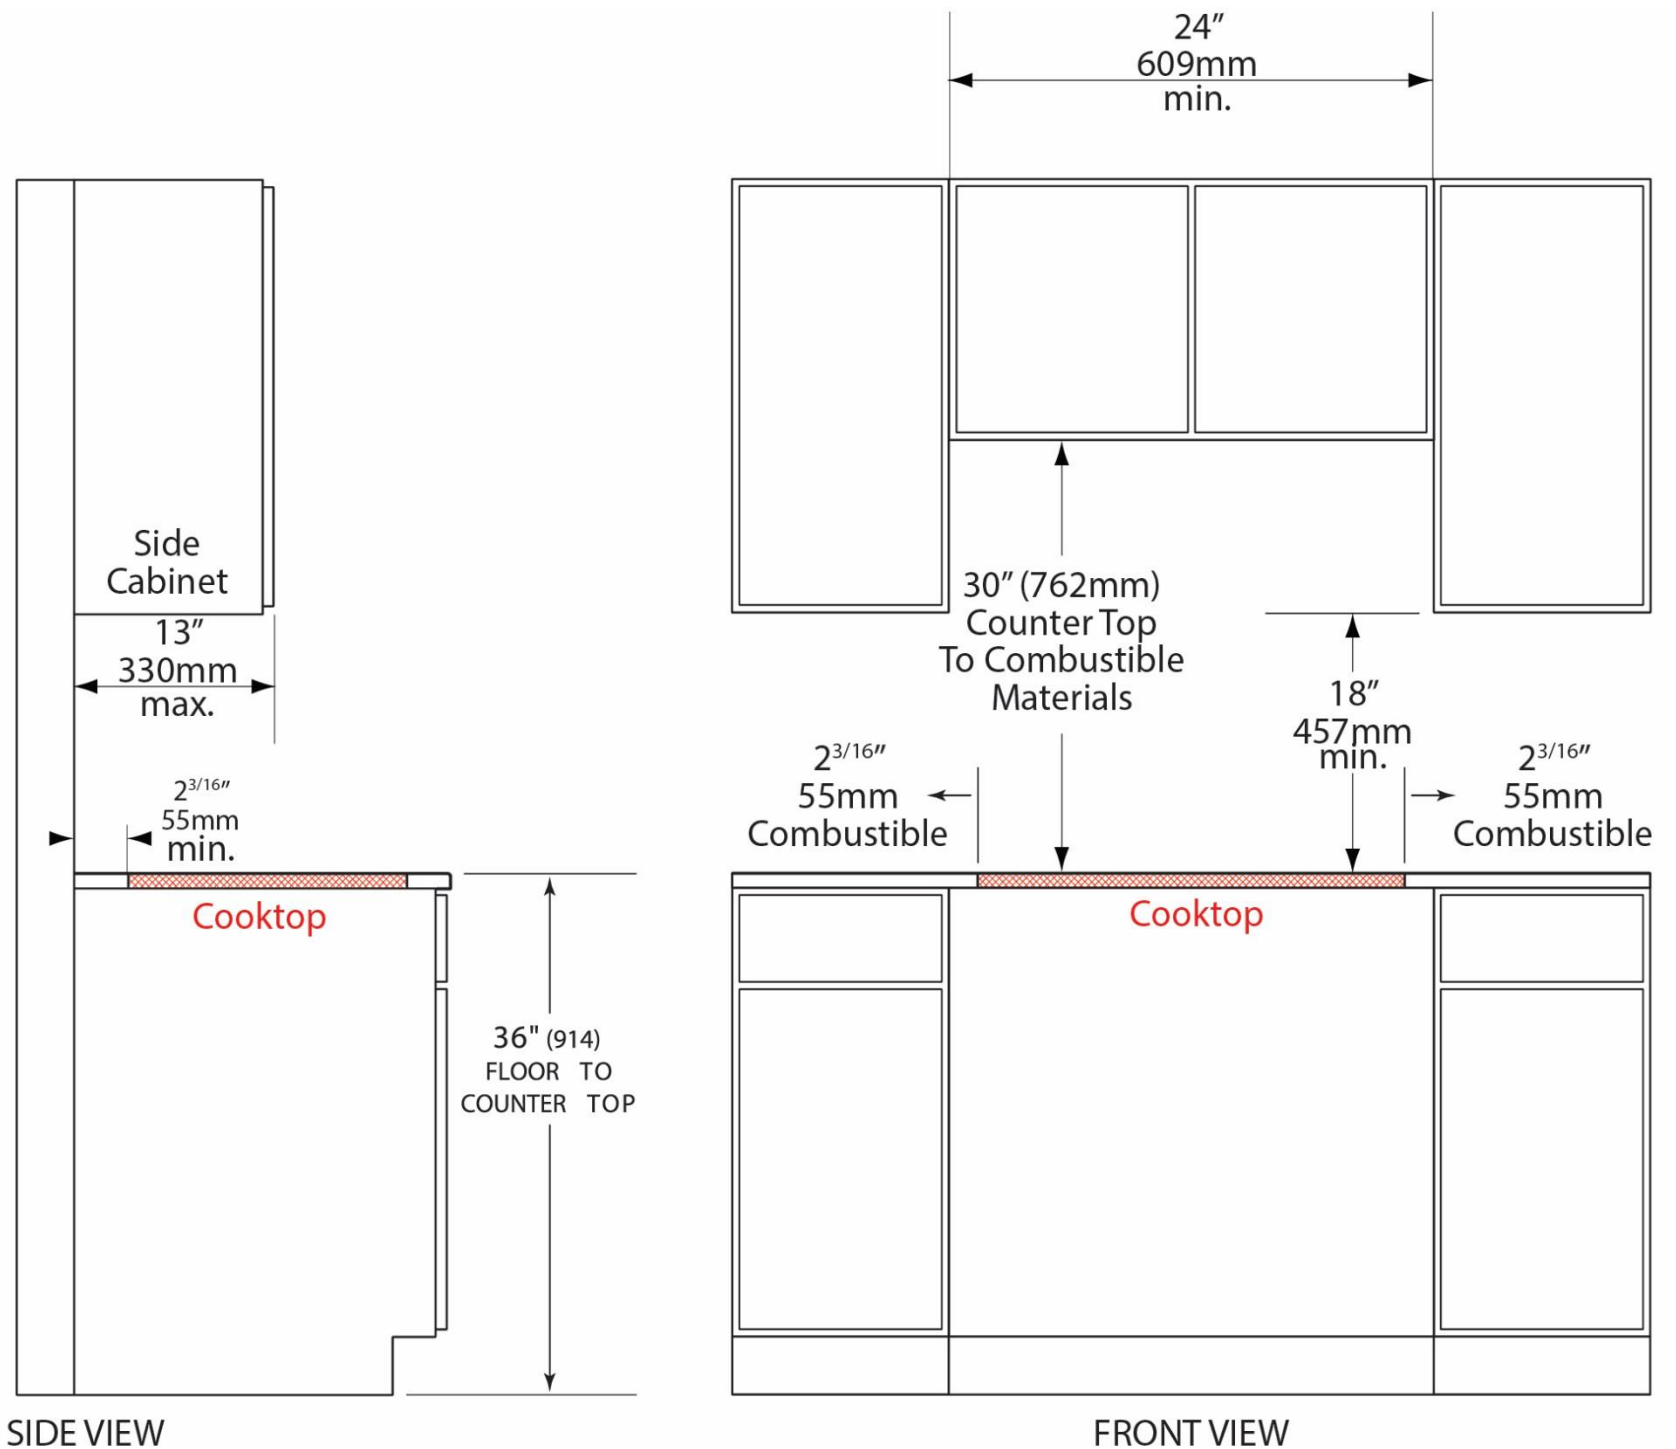 24″
609mm
min.
Side
Cabinet
13″
330mm
max.
30″ (762mm)
Counter Top
To Combustible
Materials
18″
457mm
min.
2 3/16″
55mm
min.
2 3/16″
55mm
Combustible
2 3/16″
55mm
Combustible
Cooktop
Cooktop
36" (914)
FLOOR TO
COUNTER TOP
SIDE VIEW
FRONT VIEW